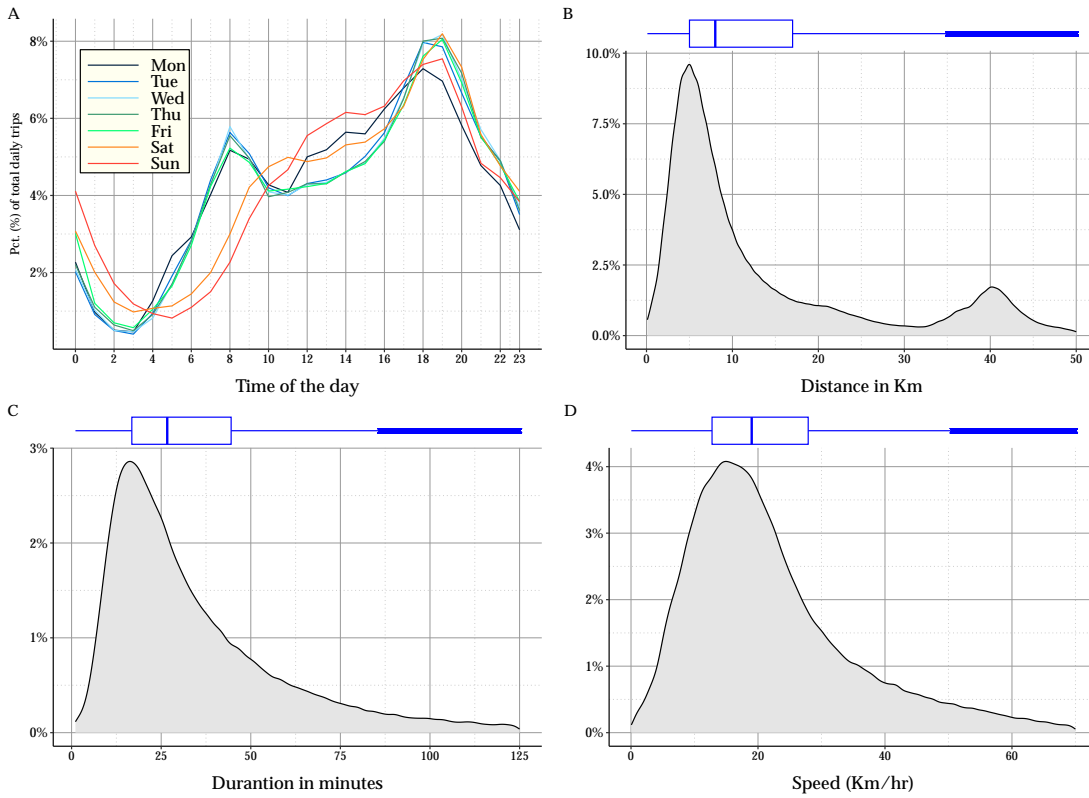 A
Pct. (%) of total daily trips
8%
6%
4%
2%
Mon
Tue
Wed
Thu
Fri
Sat
Sun
0 2 4 6 8 10 12 14 16 18 20 22 23
Time of the day
B
10.0%
7.5%
5.0%
2.5%
0.0%
0 10 20 30 40 50
Distance in Km
C
3%
2%
1%
0%
0 25 50 75 100 125
Durantion in minutes
D
4%
3%
2%
1%
0%
0 20 40 60
Speed (Km/hr)